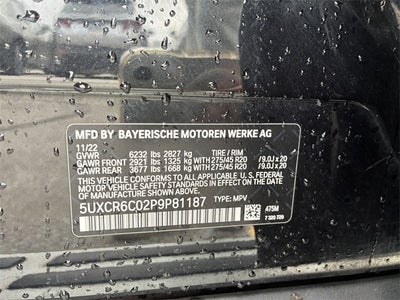 MFD BY BAYERISCHE MOTOREN WERKE AG
11/22
GVWR 6232 lbs 2827 kg TIRE / RIM
GAWR FRONT 2921 lbs 1325 kg WITH 275/45 R20 / 9.0J x 20
GAWR REAR 3677 lbs 1668 kg WITH 275/45 R20 / 9.0J x 20
THIS VEHICLE CONFORMS TO ALL APPLICABLE U. S. FEDERAL
MOTOR VEHICLE SAFETY STANDARDS IN EFFECT ON THE DATE OF
MANUFACTURE SHOWN ABOVE.
5UXCR6C02P9P81187 TYPE: MPV
475M
7 320 720